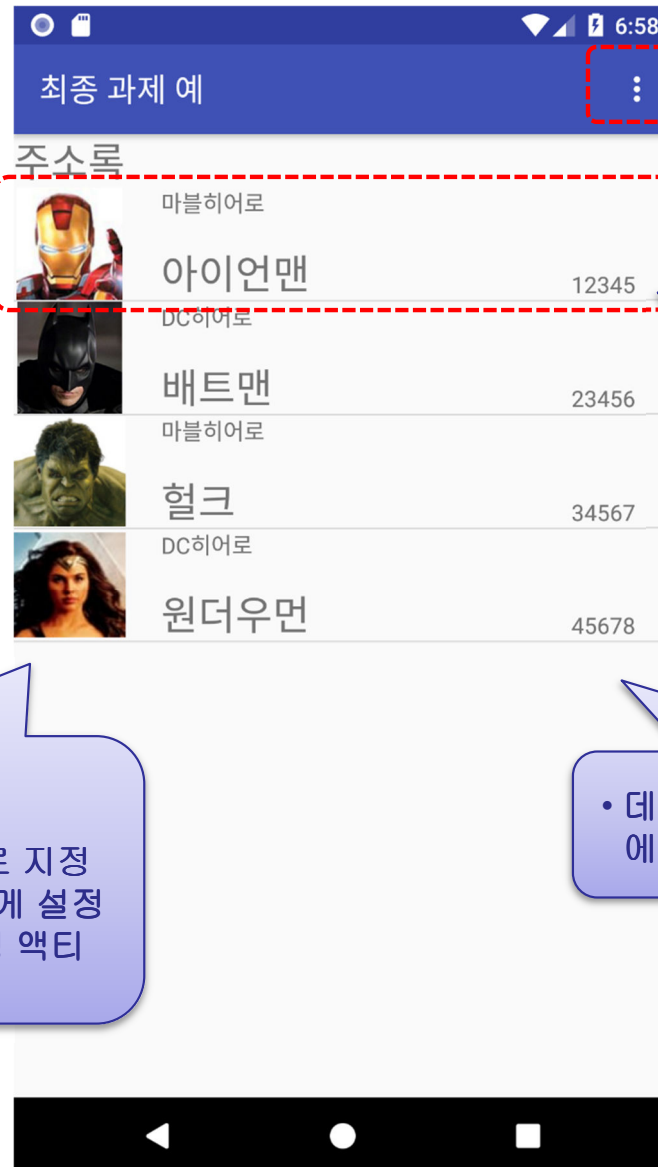 6:58
최종 과제 예
주소록
마블히어로
아이언맨
12345
DC히어로
배트맨
23456
마블히어로
헐크
34567
DC히어로
원더우먼
45678
로 지정
게 설정
액티
• 데
에